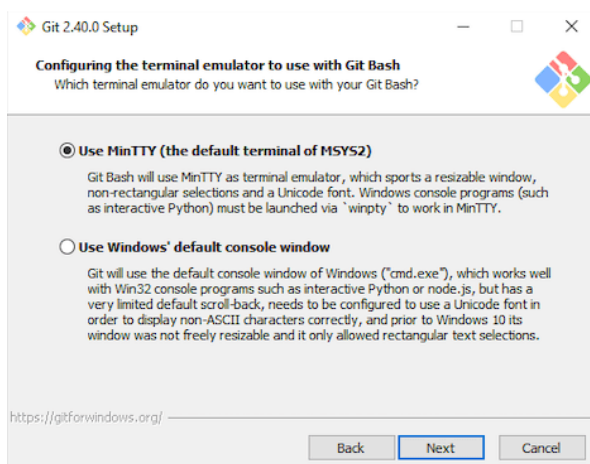 Git 2.40.0 Setup
Configuring the terminal emulator to use with Git Bash
Which terminal emulator do you want to use with your Git Bash?
Use MinTTY (the default terminal of MSYS2)
Git Bash will use MinTTY as terminal emulator, which sports a resizable window,
non-rectangular selections and a Unicode font. Windows console programs (such
as interactive Python) must be launched via `winpty` to work in MinTTY.
Use Windows' default console window
Git will use the default console window of Windows ("cmd.exe"), which works well
with Win32 console programs such as interactive Python or node.js, but has a
very limited default scroll-back, needs to be configured to use a Unicode font in
order to display non-ASCII characters correctly, and prior to Windows 10 its
window was not freely resizable and it only allowed rectangular text selections.
https://gitforwindows.org/
Back Next Cancel